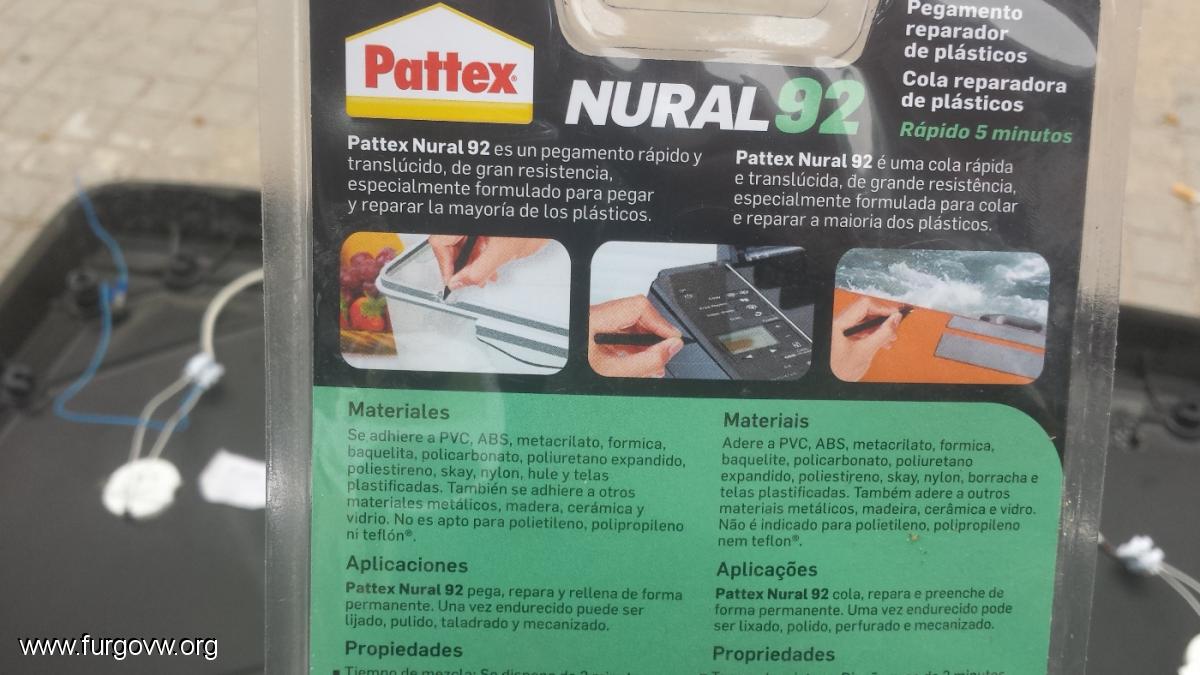 Pattex
NURAL 92
Pegamento
reparador
de plásticos
Cola reparadora
de plásticos
Rápido 5 minutos
Pattex Nural 92 es un pegamento rápido y
translúcido, de gran resistencia,
especialmente formulado para pegar
y reparar la mayoría de los plásticos.
Pattex Nural 92 é uma cola rápida
e translúcida, de grande resistência,
especialmente formulada para colar
e reparar a maioria dos plásticos.
Materiales
Se adhiere a PVC, ABS, metacrilato, formica,
baquelita, policarbonato, poliuretano expandido,
poliestireno, skay, nylon, hule y telas
plastificadas. También se adhiere a otros
materiales metálicos, madera, cerámica y
vidrio. No es apto para polietileno, polipropileno
ni teflón®.
Aplicaciones
Pattex Nural 92 pega, repara y rellena de forma
permanente. Una vez endurecido puede ser
lijado, pulido, taladrado y mecanizado.
Propiedades
Tiempo de mezcla: Se dispone de
Materiais
Adere a PVC, ABS, metacrilato, formica,
baquelite, policarbonato, poliuretano
expandido, poliestireno, skay, nylon, borracha e
telas plastificadas. Também adere a outros
materiais metálicos, madeira, cerâmica e vidro.
Não é indicado para polietileno, polipropileno
nem teflon®.
Aplicações
Pattex Nural 92 cola, repara e preenche de
forma permanente. Uma vez endurecido pode
ser lixado, polido, perfurado e mecanizado.
Propriedades
www.furgovw.org